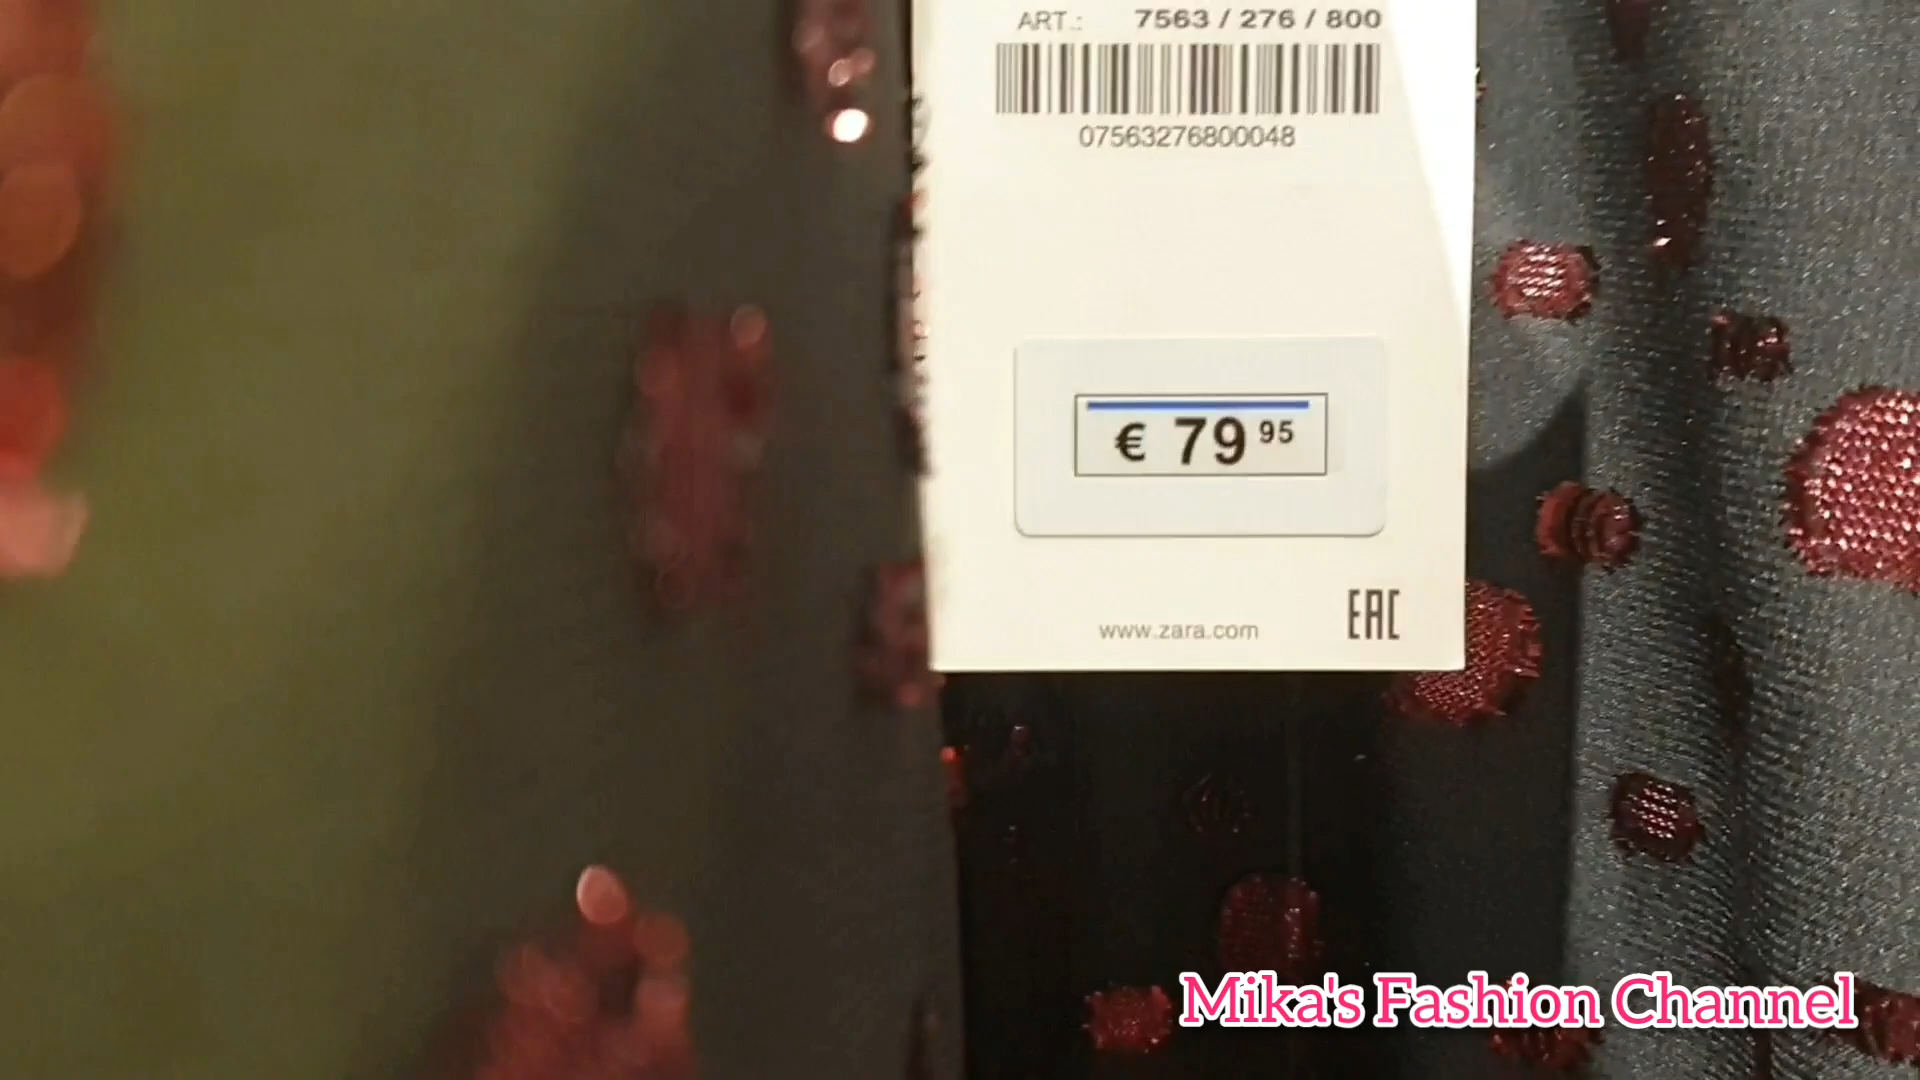 ART.: 7563 / 276 / 800
07563276800048
€ 79 95
www.zara.com
EAC
Mika's Fashion Channel